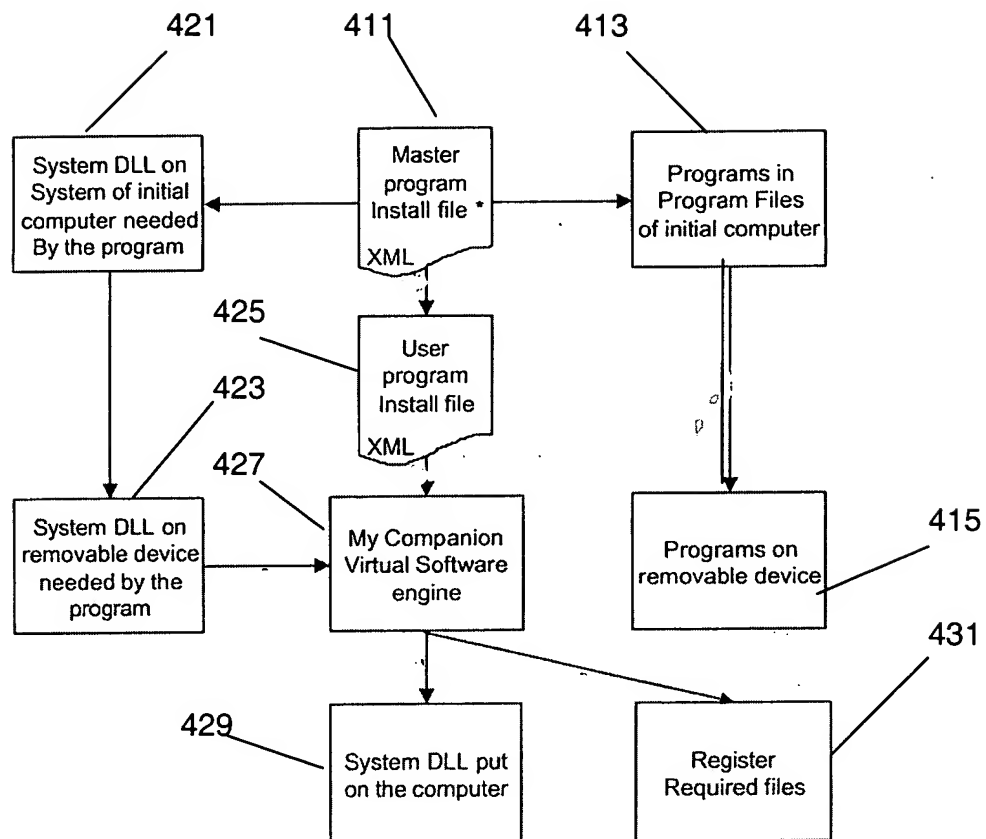 421
411
413
System DLL on
System of initial
computer needed
By the program
Master
program
Install file *
XML
Programs in
Program Files
of initial computer
425
User
program
Install file
XML
423
427
System DLL on
removable device
needed by the
program
My Companion
Virtual Software
engine
Programs on
removable device
415
431
429
System DLL put
on the computer
Register
Required files